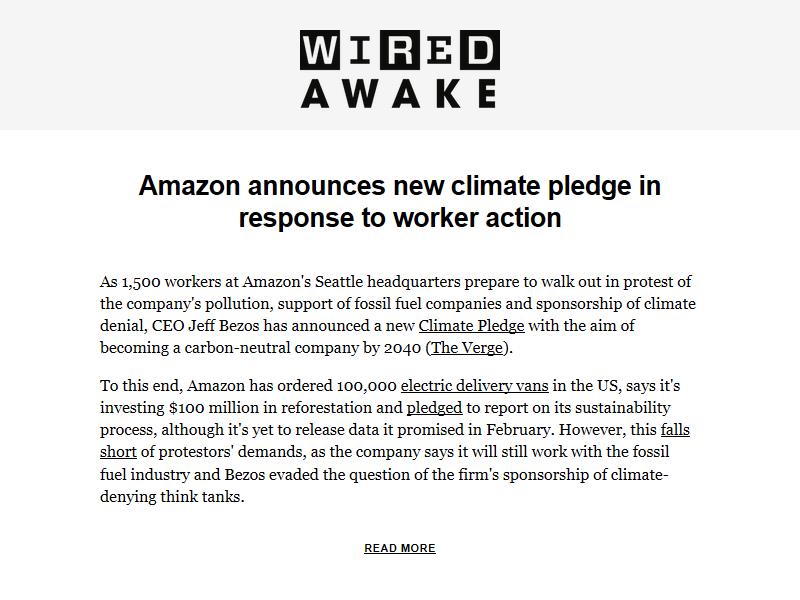 WIRED
AWAKE
Amazon announces new climate pledge in
response to worker action
As 1,500 workers at Amazon's Seattle headquarters prepare to walk out in protest of
the company's pollution, support of fossil fuel companies and sponsorship of climate
denial, CEO Jeff Bezos has announced a new Climate Pledge with the aim of
becoming a carbon-neutral company by 2040 (The Verge).
To this end, Amazon has ordered 100,000 electric delivery vans in the US, says it's
investing $100 million in reforestation and pledged to report on its sustainability
process, although it's yet to release data it promised in February. However, this falls
short of protestors' demands, as the company says it will still work with the fossil
fuel industry and Bezos evaded the question of the firm's sponsorship of climate-
denying think tanks.
READ MORE